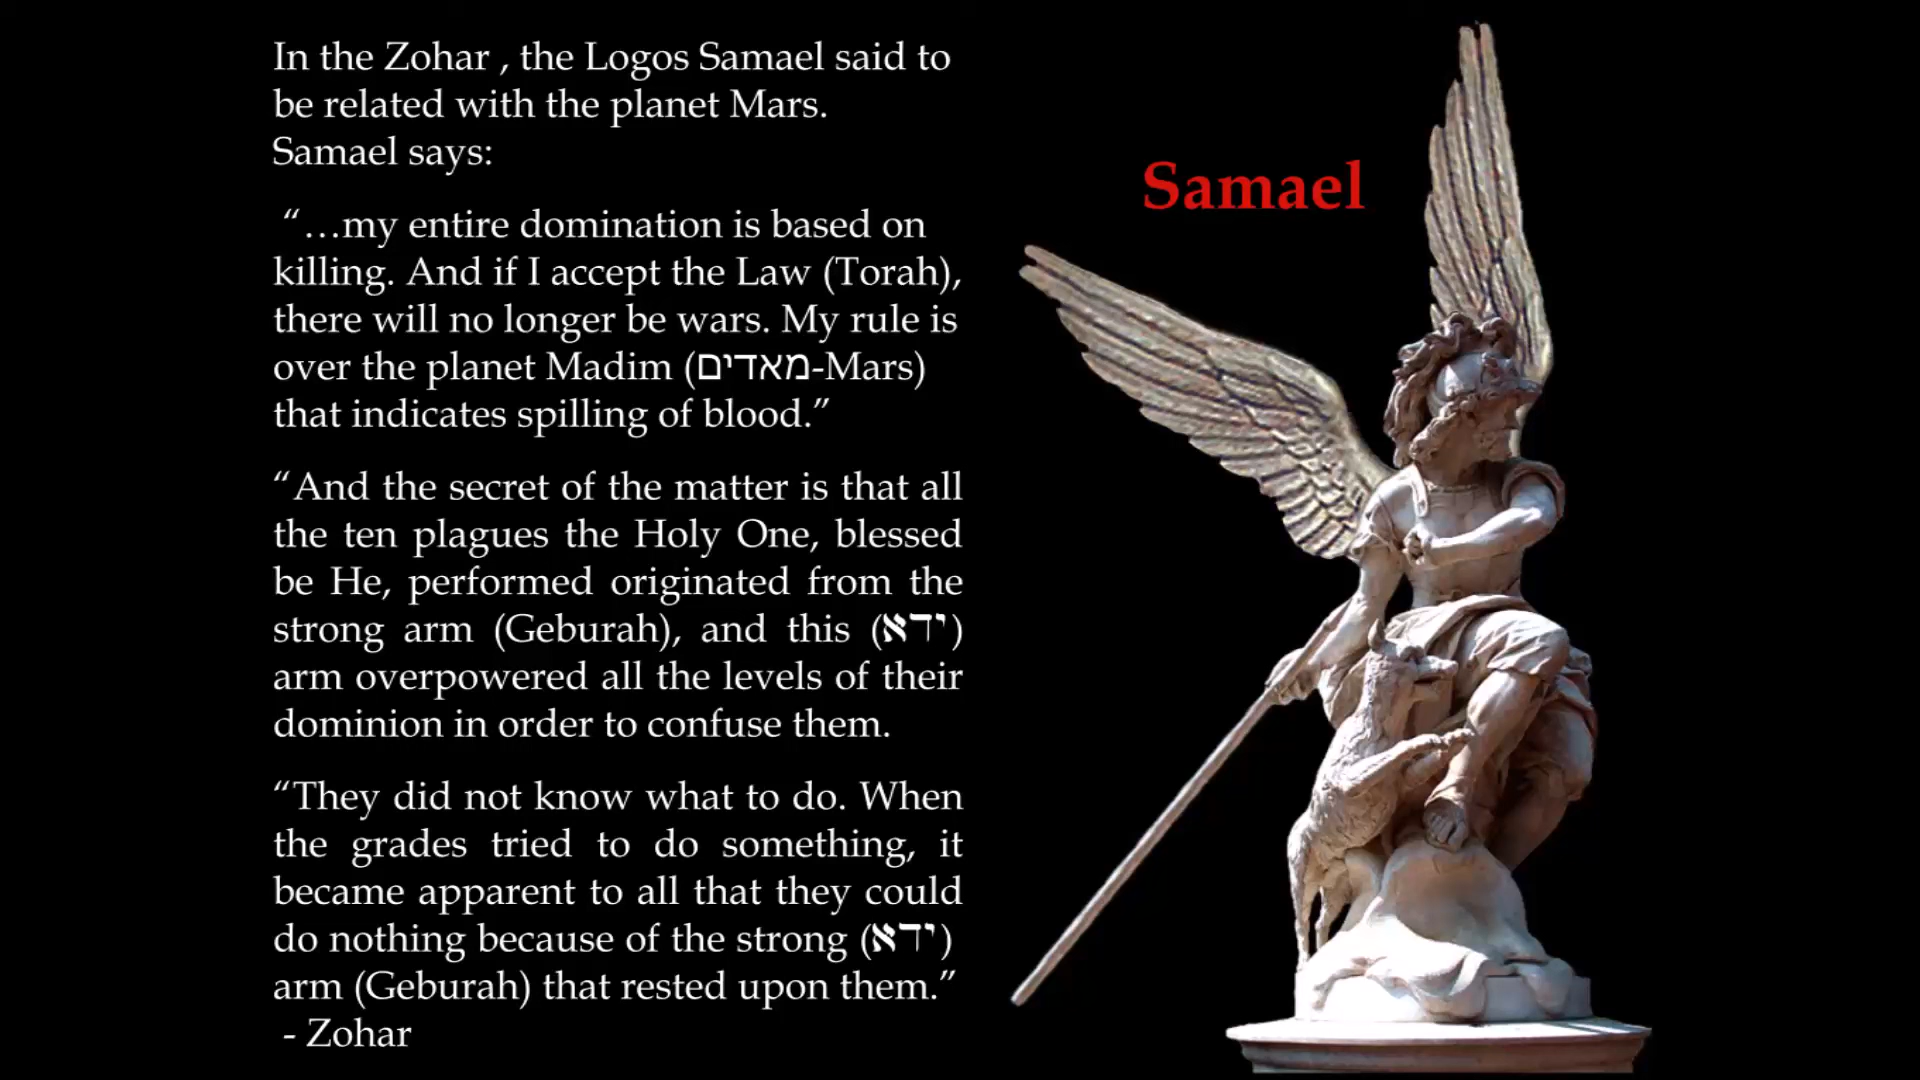 In the Zohar , the Logos Samael said to
be related with the planet Mars.
Samael says:
“…my entire domination is based on
killing. And if I accept the Law (Torah),
there will no longer be wars. My rule is
over the planet Madim (מאדים-Mars)
that indicates spilling of blood.”
“And the secret of the matter is that all
the ten plagues the Holy One, blessed
be He, performed originated from the
strong arm (Geburah), and this (ידא)
arm overpowered all the levels of their
dominion in order to confuse them.
“They did not know what to do. When
the grades tried to do something, it
became apparent to all that they could
do nothing because of the strong (ידא)
arm (Geburah) that rested upon them.”
- Zohar
Samael